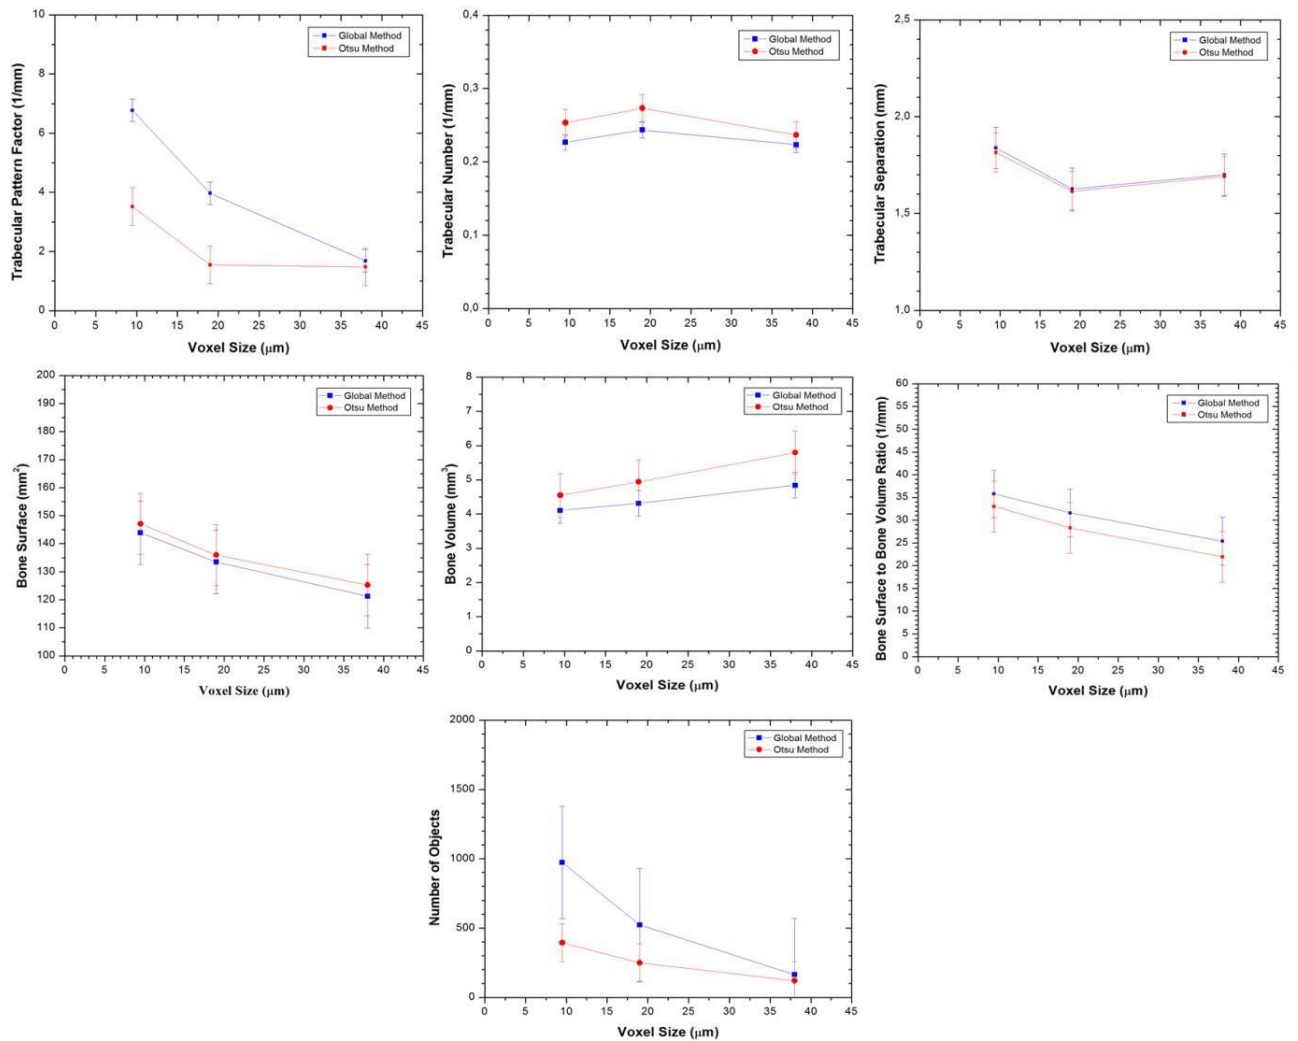 Trabecular Pattern Factor (1/mm)
10
8
6
4
2
0
Global Method
Otsu Method
0 5 10 15 20 25 30 35 40 45
Voxel Size (μm)
Trabecular Number (1/mm)
0,4
0,3
0,2
0,1
0,0
Global Method
Otsu Method
0 5 10 15 20 25 30 35 40 45
Voxel Size (μm)
Trabecular Separation (mm)
2,5
2,0
1,5
1,0
Global Method
Otsu Method
0 5 10 15 20 25 30 35 40 45
Voxel Size (μm)
Bone Surface (mm²)
200
190
180
170
160
150
140
130
120
110
100
Global Method
Otsu Method
0 5 10 15 20 25 30 35 40 45
Voxel Size (μm)
Bone Volume (mm³)
8
7
6
5
4
3
2
1
0
Global Method
Otsu Method
0 5 10 15 20 25 30 35 40 45
Voxel Size (μm)
Bone Surface to Bone Volume Ratio (1/mm)
60
55
50
45
40
35
30
25
20
15
10
5
0
Global Method
Otsu Method
0 5 10 15 20 25 30 35 40 45
Voxel Size (μm)
Number of Objects
2000
1500
1000
500
0
Global Method
Otsu Method
0 5 10 15 20 25 30 35 40 45
Voxel Size (μm)